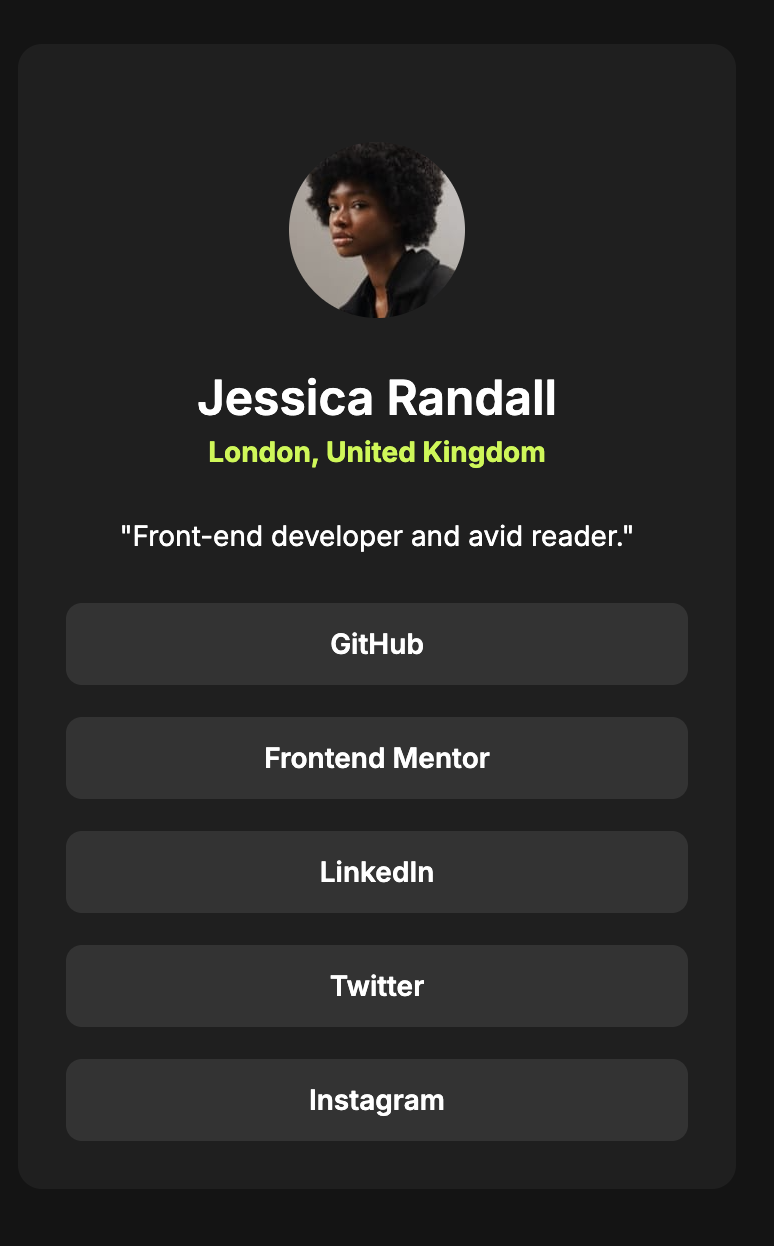 Jessica Randall
London, United Kingdom
"Front-end developer and avid reader."
GitHub
Frontend Mentor
LinkedIn
Twitter
Instagram